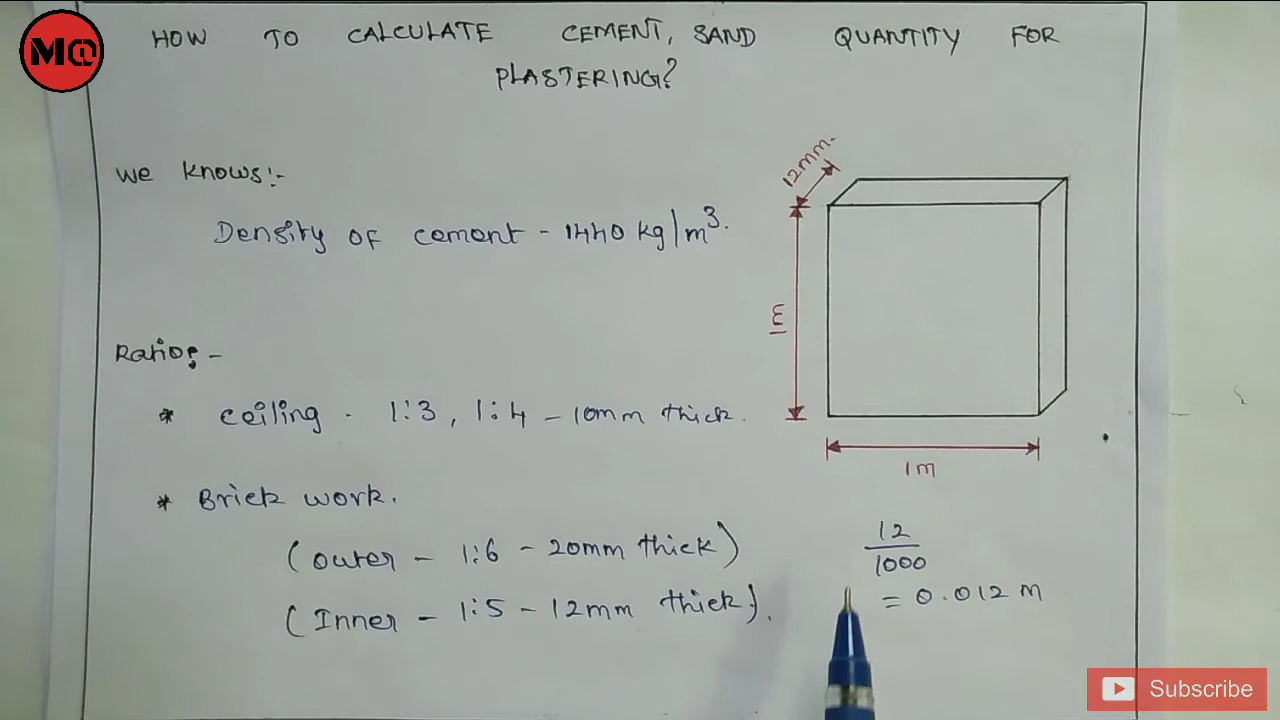 M@
HOW TO CALCULATE CEMENT, SAND QUANTITY FOR
PLASTERING?
We knows:-
Density of cement - 1440 kg/m³.
Ratio:-
* Ceiling - 1:3, 1:4 - 10mm thick.
* Brick work.
(Outer - 1:6 - 20mm thick)
(Inner - 1:5 - 12mm thick).
12mm.
1m
1m
12
1000
= 0.012 m
Subscribe